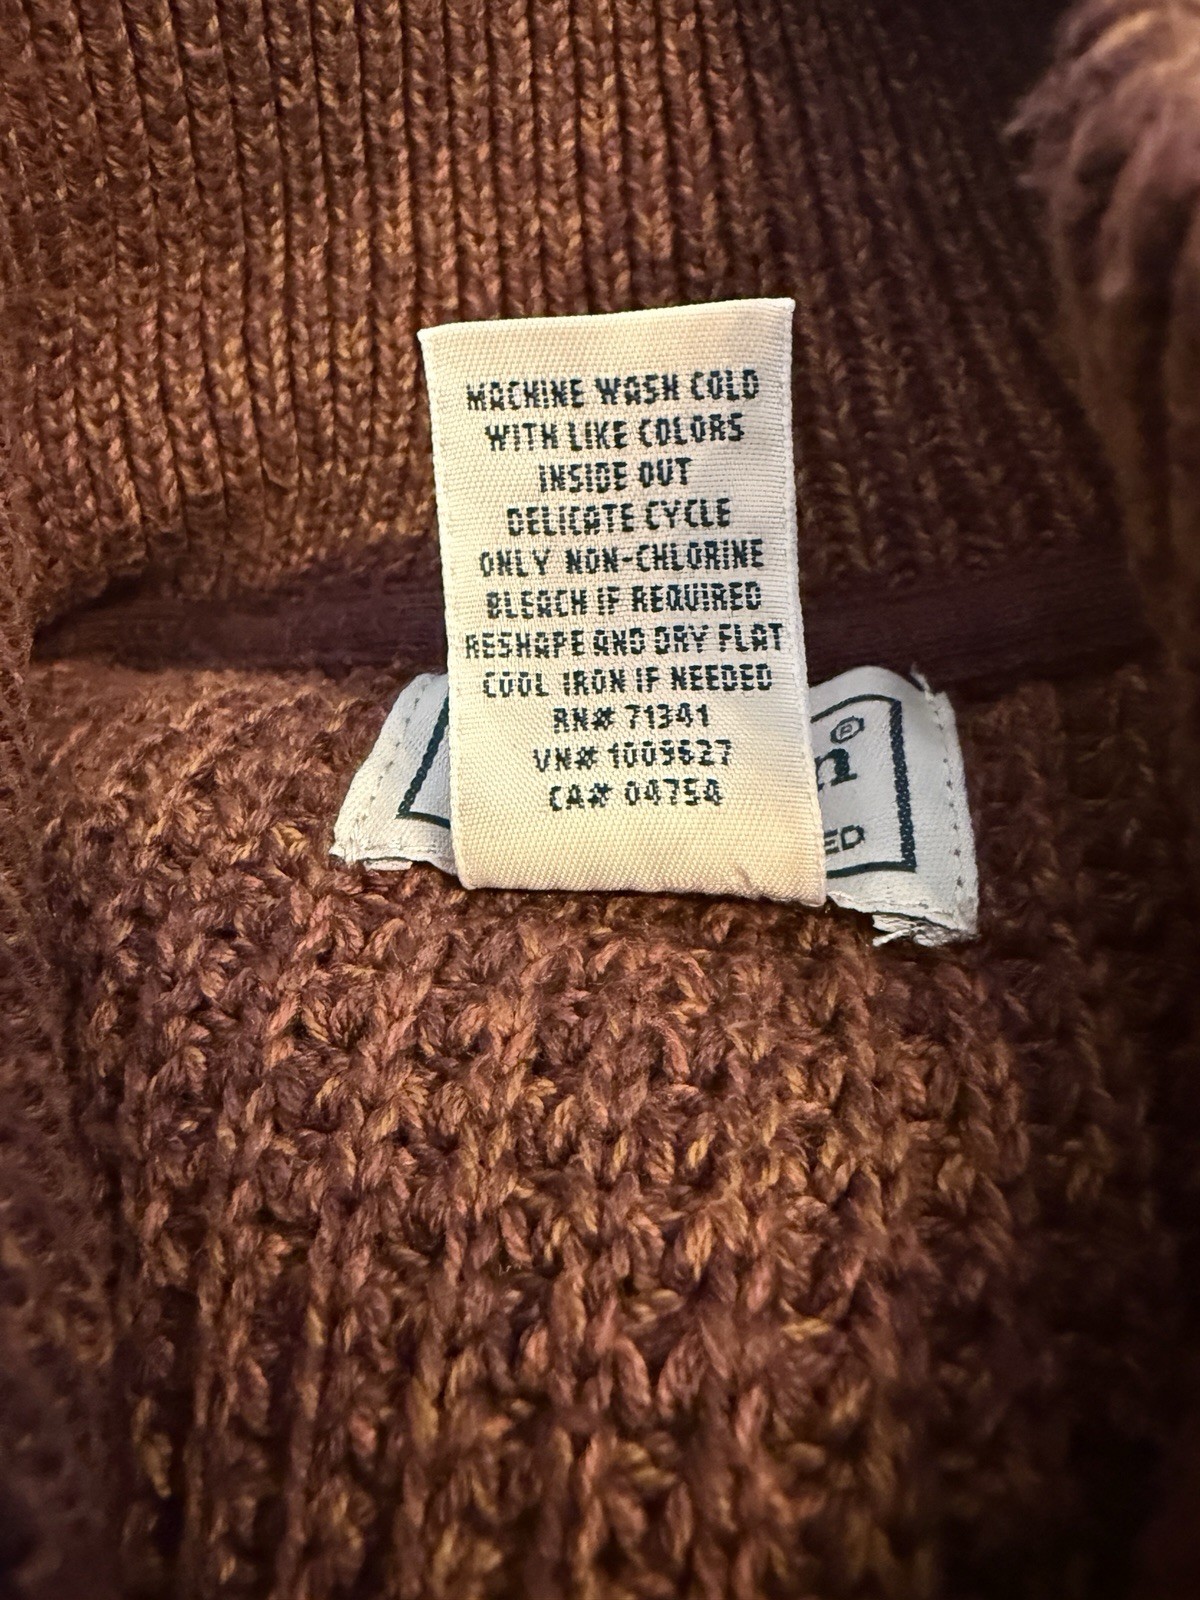 MACHINE WASH COLD
WITH LIKE COLORS
INSIDE OUT
DELICATE CYCLE
ONLY NON-CHLORINE
BLEACH IF REQUIRED
RESHAPE AND DRY FLAT
COOL IRON IF NEEDED
RN# 71341
VN# 1009627
CA# 04754
n®
ED